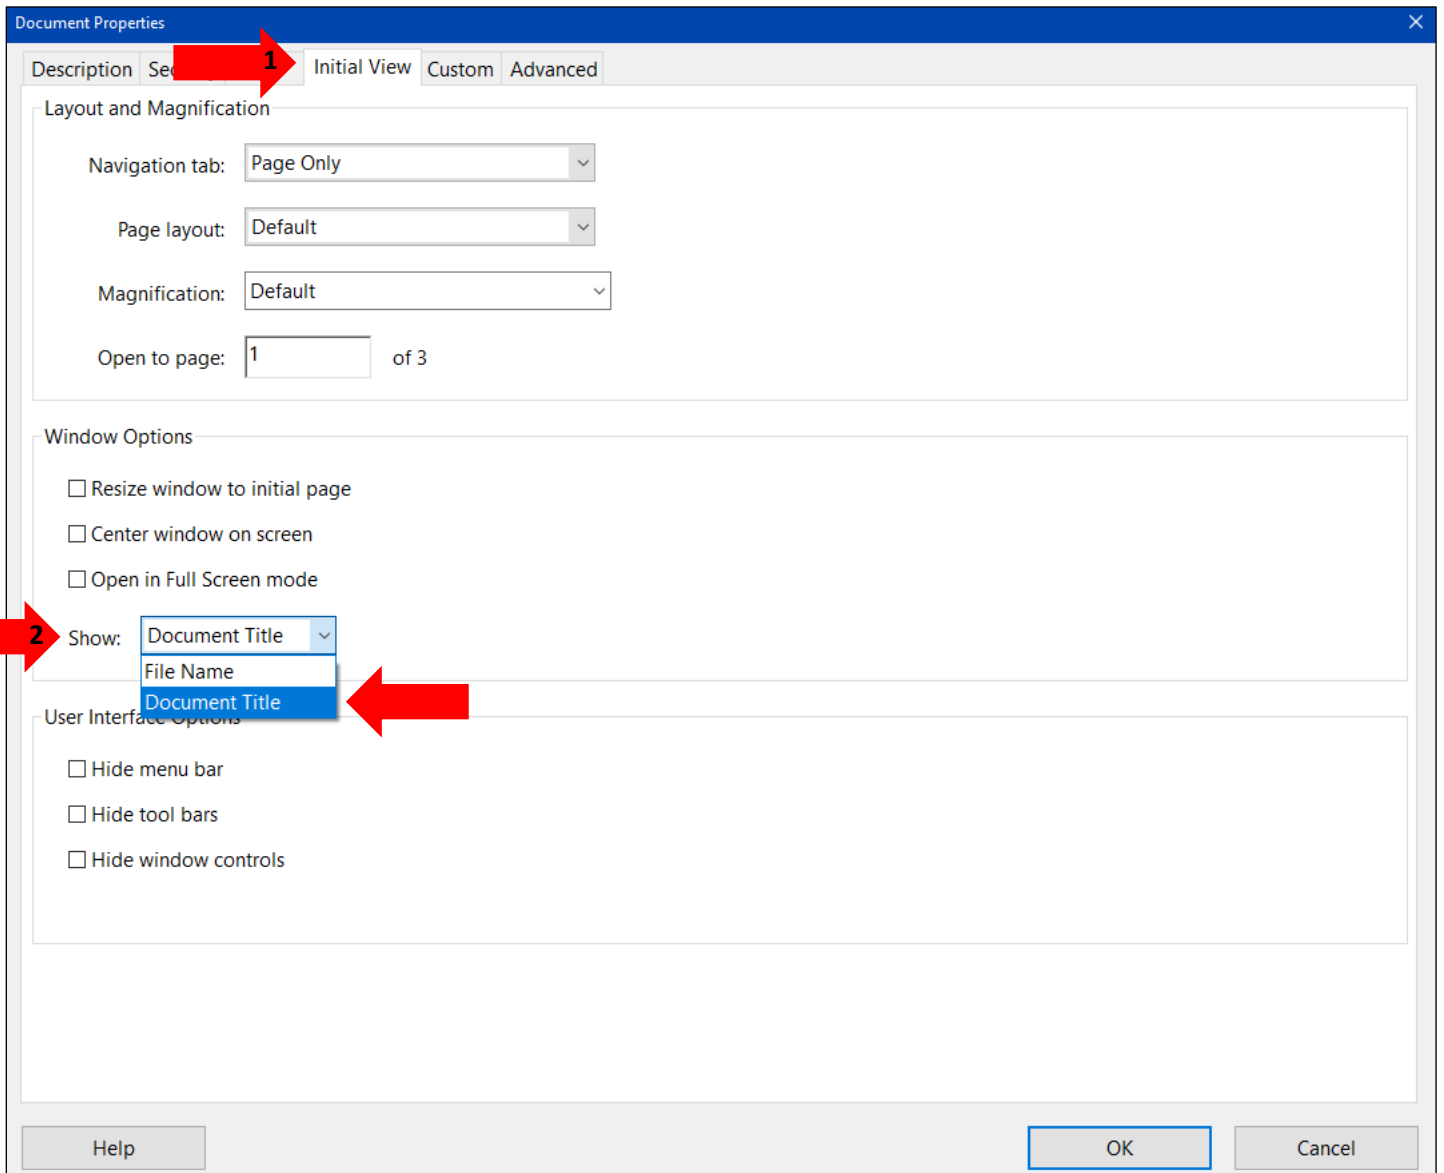 Document Properties
Description 1 Initial View Custom Advanced
Layout and Magnification
Navigation tab: Page Only
Page layout: Default
Magnification: Default
Open to page: 1 of 3
Window Options
Resize window to initial page
Center window on screen
Open in Full Screen mode
2 Show: Document Title
File Name
Document Title
User Interface Options
Hide menu bar
Hide tool bars
Hide window controls
Help OK Cancel